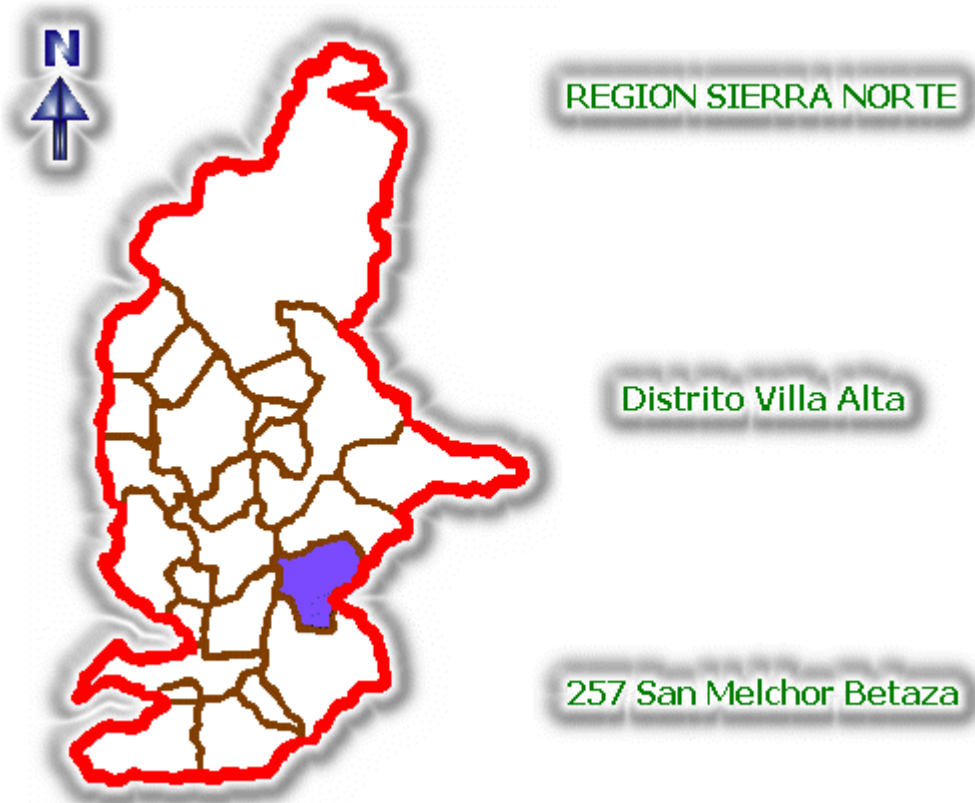 N
REGION SIERRA NORTE
Distrito Villa Alta
257 San Melchor Betaza